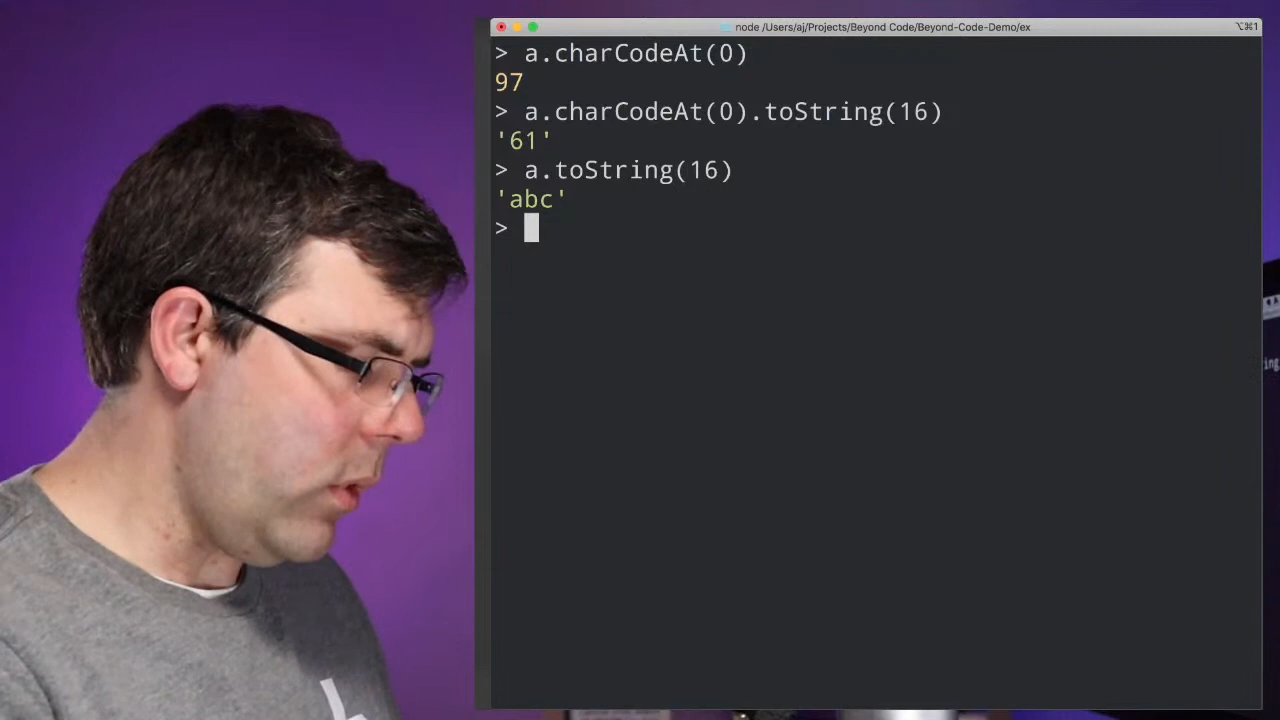 node /Users/aj/Projects/Beyond Code/Beyond-Code-Demo/ex
⌥⌘1
> a.charCodeAt(0)
97
> a.charCodeAt(0).toString(16)
'61'
> a.toString(16)
'abc'
>